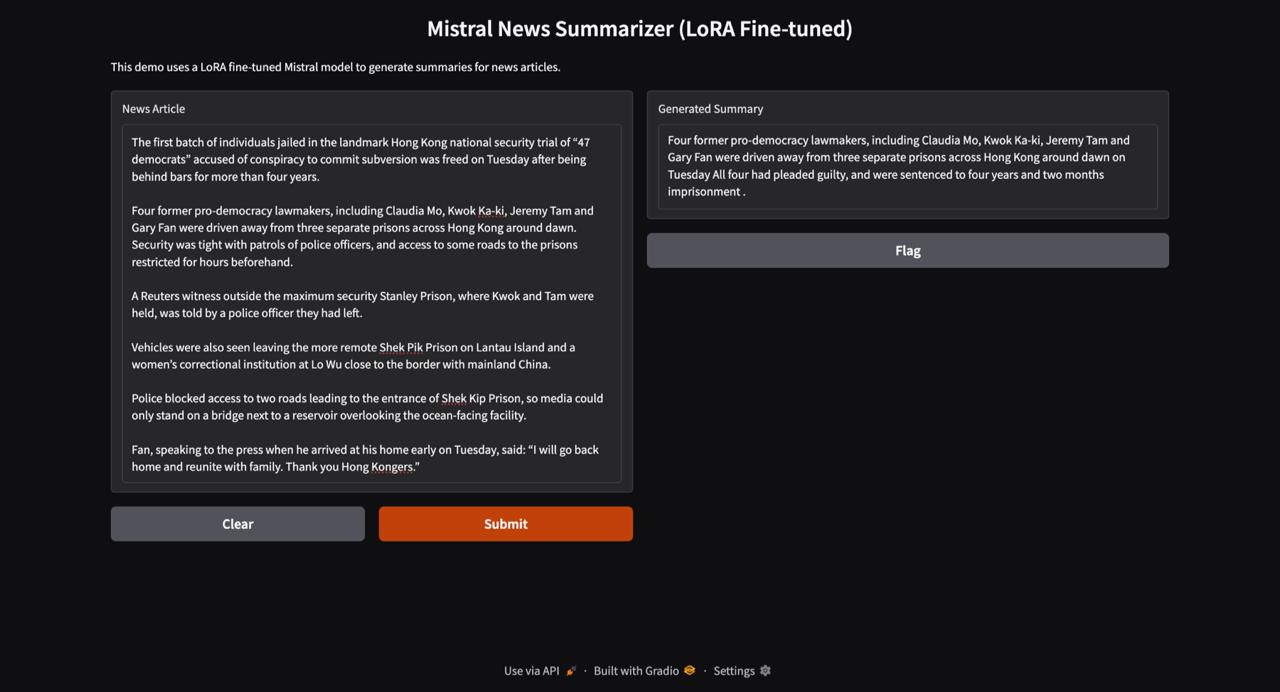 Mistral News Summarizer (LoRA Fine-tuned)
This demo uses a LoRA fine-tuned Mistral model to generate summaries for news articles.
News Article
The first batch of individuals jailed in the landmark Hong Kong national security trial of “47
democrats” accused of conspiracy to commit subversion was freed on Tuesday after being
behind bars for more than four years.
Four former pro-democracy lawmakers, including Claudia Mo, Kwok Ka-ki, Jeremy Tam and
Gary Fan were driven away from three separate prisons across Hong Kong around dawn.
Security was tight with patrols of police officers, and access to some roads to the prisons
restricted for hours beforehand.
A Reuters witness outside the maximum security Stanley Prison, where Kwok and Tam were
held, was told by a police officer they had left.
Vehicles were also seen leaving the more remote Shek Pik Prison on Lantau Island and a
women’s correctional institution at Lo Wu close to the border with mainland China.
Police blocked access to two roads leading to the entrance of Shek Kip Prison, so media could
only stand on a bridge next to a reservoir overlooking the ocean-facing facility.
Fan, speaking to the press when he arrived at his home early on Tuesday, said: “I will go back
home and reunite with family. Thank you Hong Kongers.”
Clear
Submit
Generated Summary
Four former pro-democracy lawmakers, including Claudia Mo, Kwok Ka-ki, Jeremy Tam and
Gary Fan were driven away from three separate prisons across Hong Kong around dawn on
Tuesday All four had pleaded guilty, and were sentenced to four years and two months
imprisonment .
Flag
Use via API · Built with Gradio · Settings